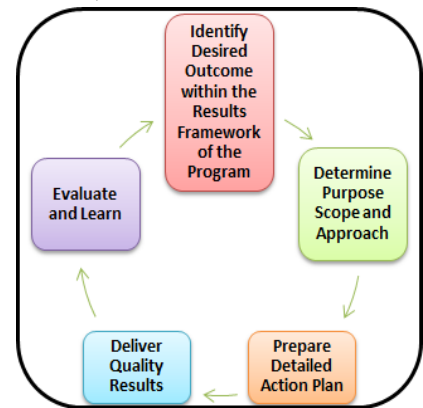 Identify
Desired
Outcome
within the
Results
Framework
of the
Program
Determine
Purpose
Scope and
Approach
Prepare
Detailed
Action Plan
Deliver
Quality
Results
Evaluate
and Learn